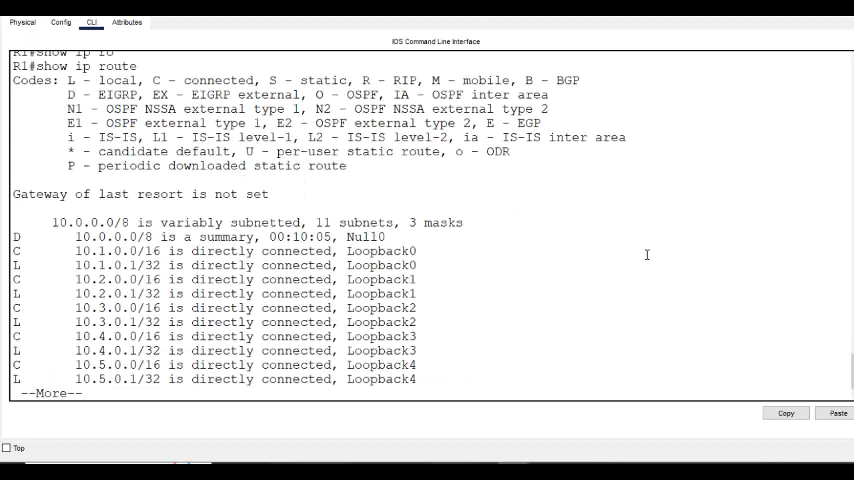 Physical Config CLI Attributes
IOS Command Line Interface
R1#show ip ro
R1#show ip route
Codes: L - local, C - connected, S - static, R - RIP, M - mobile, B - BGP
D - EIGRP, EX - EIGRP external, O - OSPF, IA - OSPF inter area
N1 - OSPF NSSA external type 1, N2 - OSPF NSSA external type 2
E1 - OSPF external type 1, E2 - OSPF external type 2, E - EGP
i - IS-IS, L1 - IS-IS level-1, L2 - IS-IS level-2, ia - IS-IS inter area
* - candidate default, U - per-user static route, o - ODR
P - periodic downloaded static route
Gateway of last resort is not set
10.0.0.0/8 is variably subnetted, 11 subnets, 3 masks
D 10.0.0.0/8 is a summary, 00:10:05, Null0
C 10.1.0.0/16 is directly connected, Loopback0
L 10.1.0.1/32 is directly connected, Loopback0
C 10.2.0.0/16 is directly connected, Loopback1
L 10.2.0.1/32 is directly connected, Loopback1
C 10.3.0.0/16 is directly connected, Loopback2
L 10.3.0.1/32 is directly connected, Loopback2
C 10.4.0.0/16 is directly connected, Loopback3
L 10.4.0.1/32 is directly connected, Loopback3
C 10.5.0.0/16 is directly connected, Loopback4
L 10.5.0.1/32 is directly connected, Loopback4
--More--
Copy Paste
Top